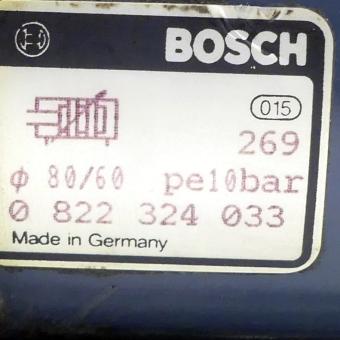 BOSCH
015
269
φ 80/60 pe10bar
0 822 324 033
Made in Germany